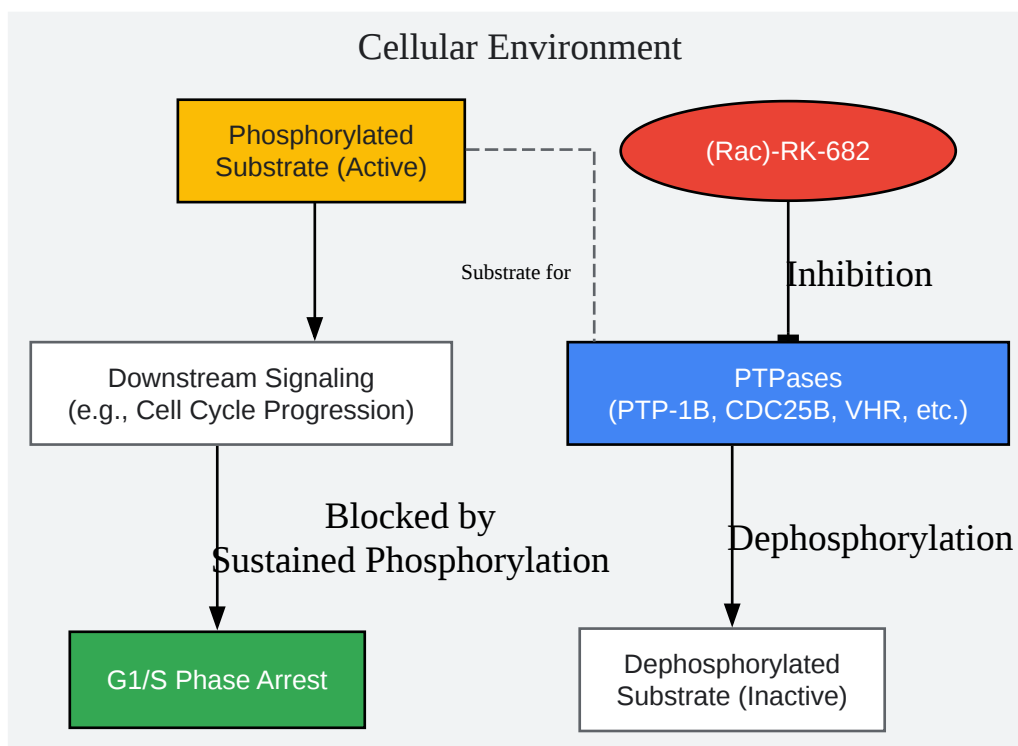 Cellular Environment
Phosphorylated
Substrate (Active)
(Rac)-RK-682
Substrate for
Inhibition
Downstream Signaling
(e.g., Cell Cycle Progression)
PTPases
(PTP-1B, CDC25B, VHR, etc.)
Blocked by
Sustained Phosphorylation
Dephosphorylation
G1/S Phase Arrest
Dephosphorylated
Substrate (Inactive)